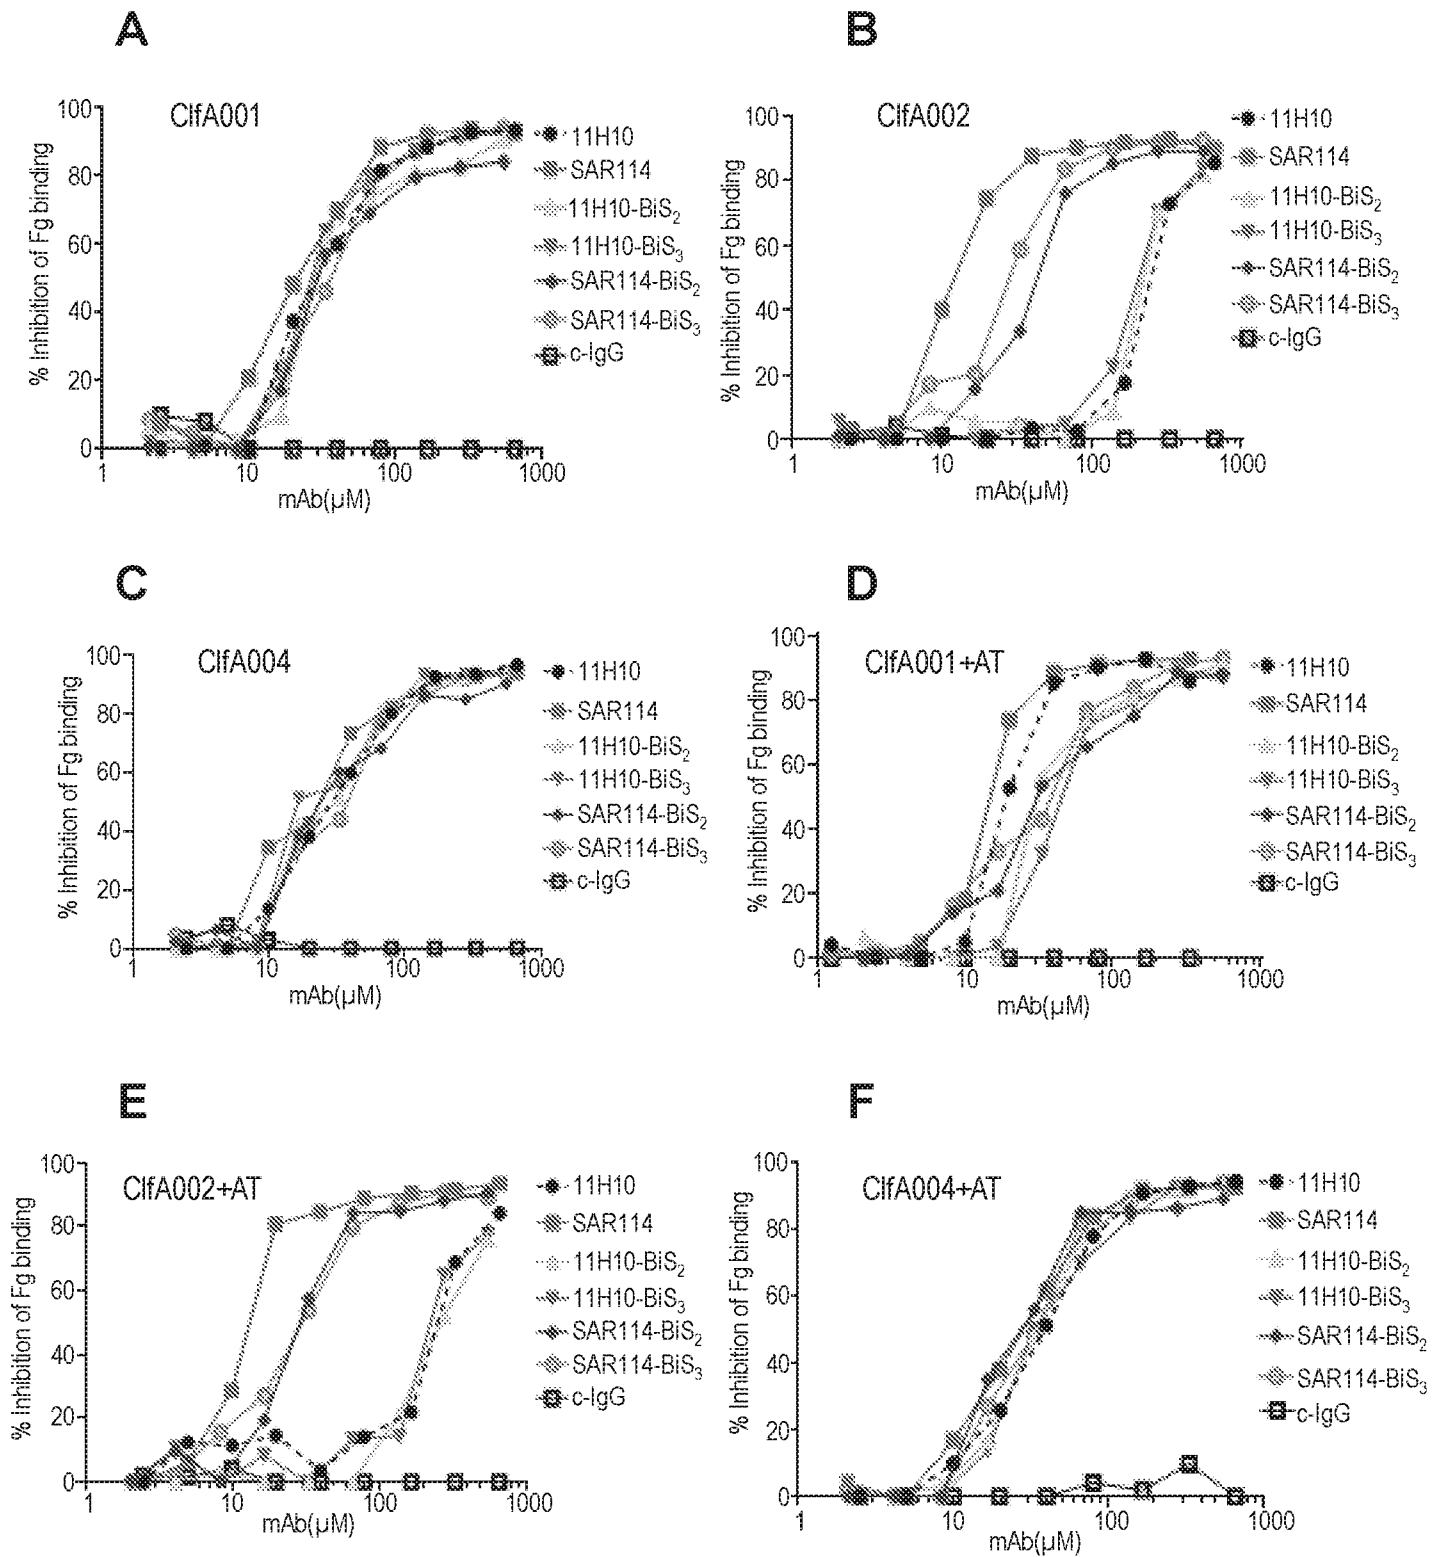 A
ClfA001
% Inhibition of Fg binding
100
80
60
40
20
0
1
10
100
1000
mAb(µM)
11H10
SAR114
11H10-BiS2
11H10-BiS3
SAR114-BiS2
SAR114-BiS3
c-IgG
B
ClfA002
% Inhibition of Fg binding
100
80
60
40
20
0
1
10
100
1000
mAb(µM)
11H10
SAR114
11H10-BiS2
11H10-BiS3
SAR114-BiS2
SAR114-BiS3
c-IgG
C
ClfA004
% Inhibition of Fg binding
100
80
60
40
20
0
1
10
100
1000
mAb(µM)
11H10
SAR114
11H10-BiS2
11H10-BiS3
SAR114-BiS2
SAR114-BiS3
c-IgG
D
ClfA001+AT
% Inhibition of Fg binding
100
80
60
40
20
0
1
10
100
1000
mAb(µM)
11H10
SAR114
11H10-BiS2
11H10-BiS3
SAR114-BiS2
SAR114-BiS3
c-IgG
E
ClfA002+AT
% Inhibition of Fg binding
100
80
60
40
20
0
1
10
100
1000
mAb(µM)
11H10
SAR114
11H10-BiS2
11H10-BiS3
SAR114-BiS2
SAR114-BiS3
c-IgG
F
ClfA004+AT
% Inhibition of Fg binding
100
80
60
40
20
0
1
10
100
1000
mAb(µM)
11H10
SAR114
11H10-BiS2
11H10-BiS3
SAR114-BiS2
SAR114-BiS3
c-IgG